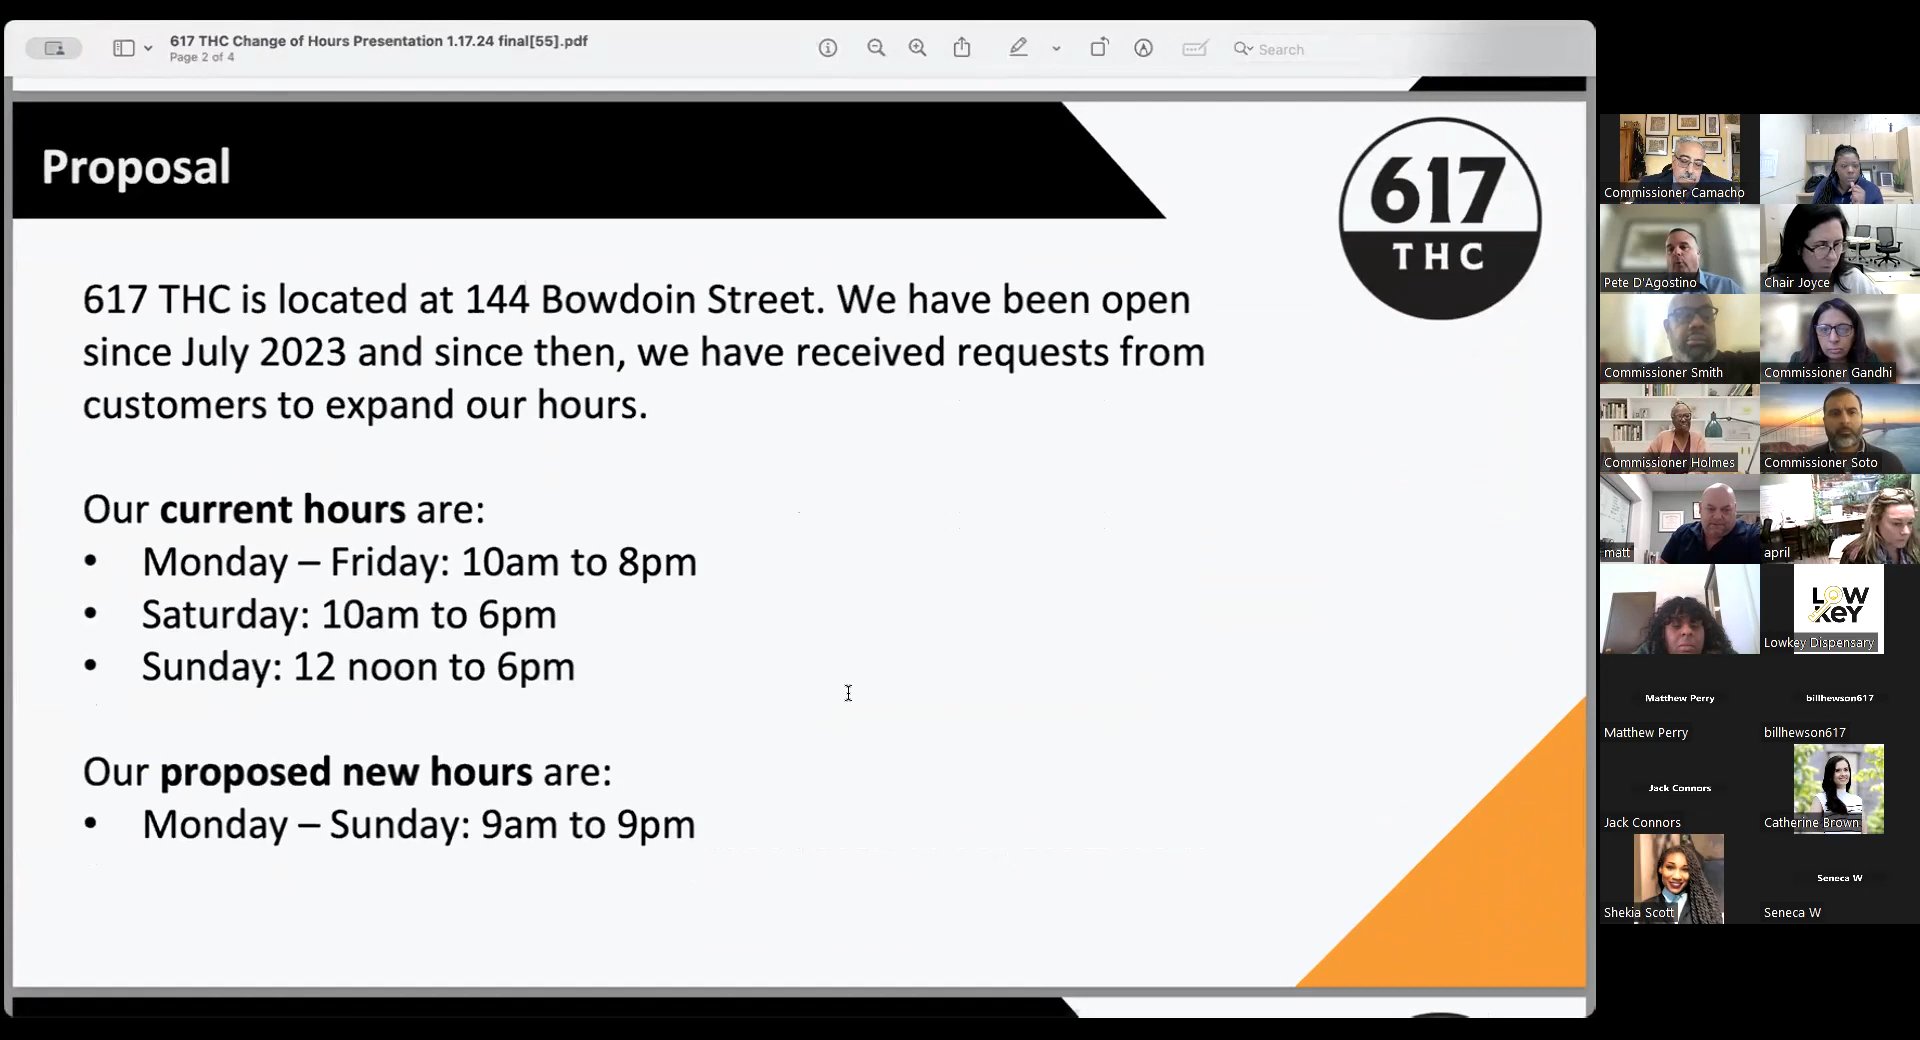 617 THC Change of Hours Presentation 1.17.24 final[55].pdf
Page 2 of 4
Search
Proposal
617
THC
617 THC is located at 144 Bowdoin Street. We have been open
since July 2023 and since then, we have received requests from
customers to expand our hours.
Our current hours are:
• Monday – Friday: 10am to 8pm
• Saturday: 10am to 6pm
• Sunday: 12 noon to 6pm
Our proposed new hours are:
• Monday – Sunday: 9am to 9pm
Commissioner Camacho
Pete D'Agostino
Chair Joyce
Commissioner Smith
Commissioner Gandhi
Commissioner Holmes
Commissioner Soto
matt
april
LOW
KEY
Lowkey Dispensary
Matthew Perry
billhewson617
Matthew Perry
billhewson617
Jack Connors
Jack Connors
Catherine Brown
Seneca W
Shekia Scott
Seneca W